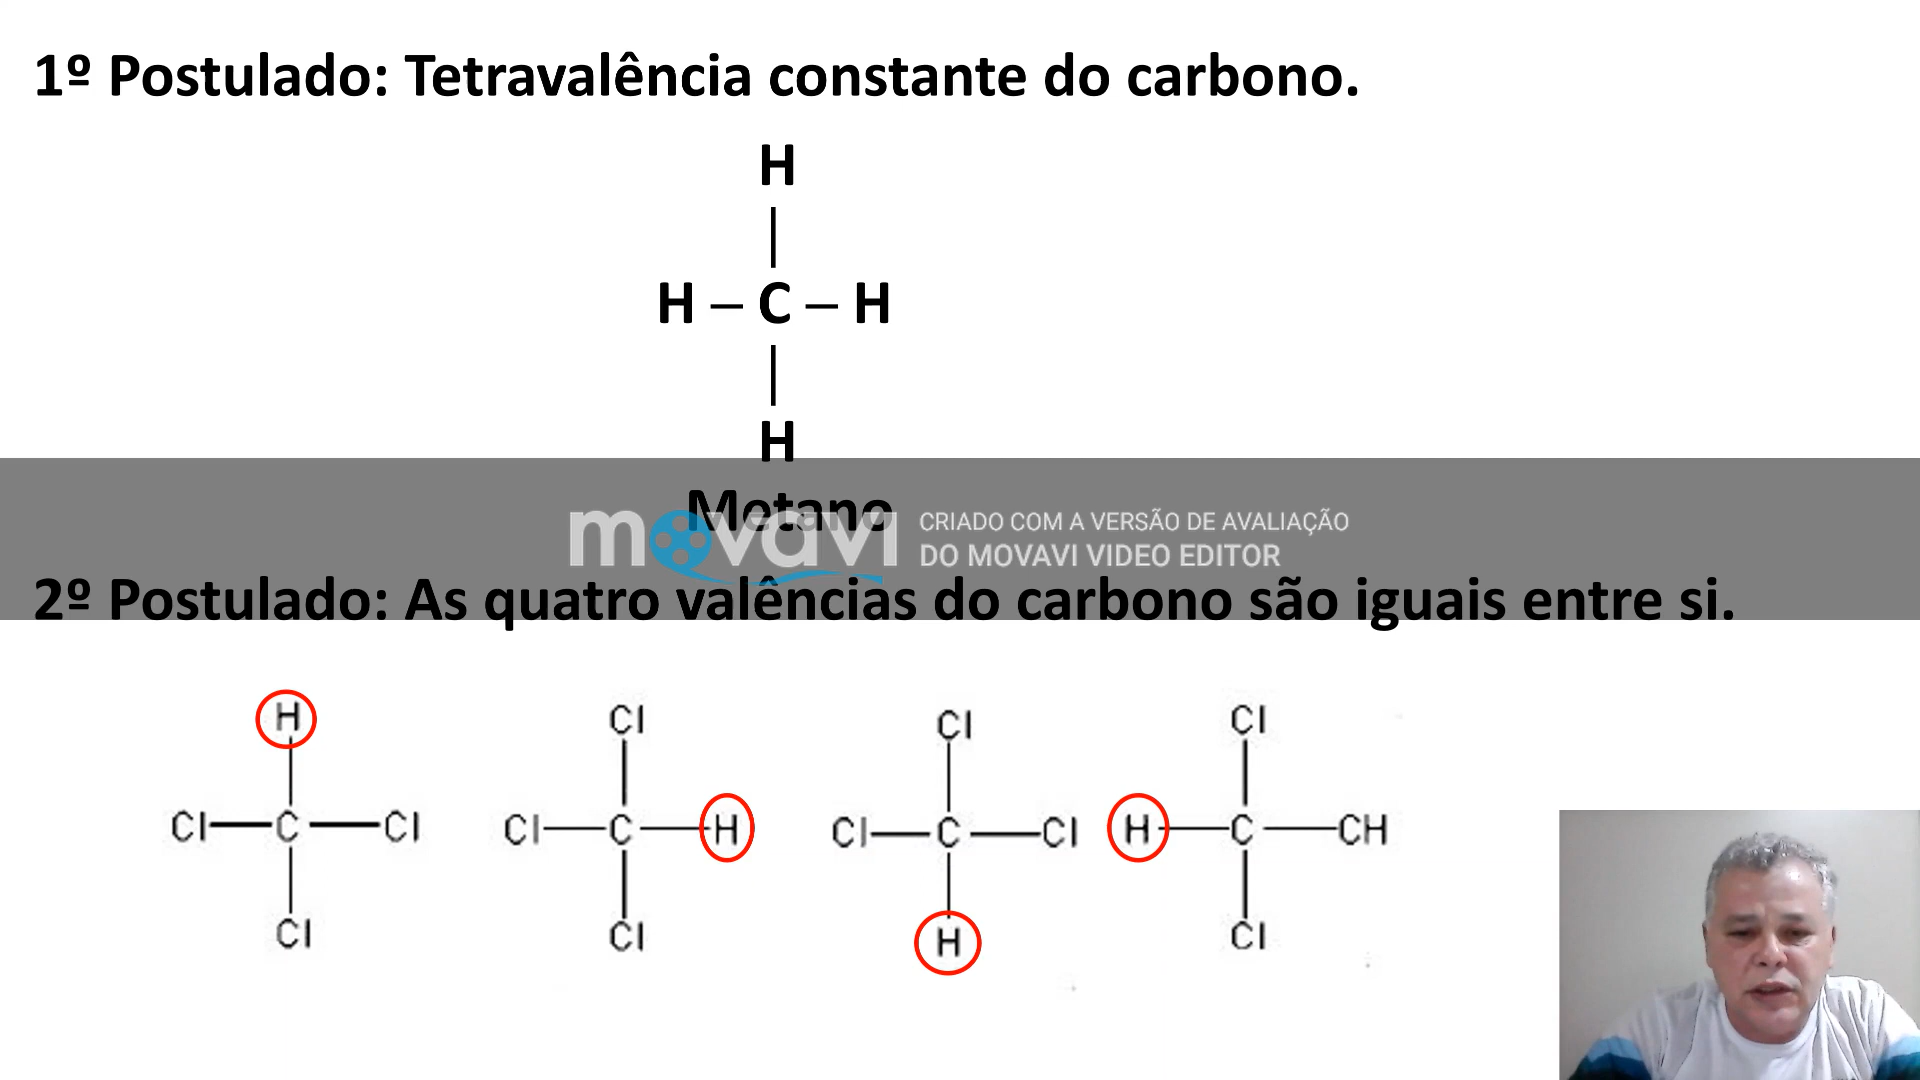 1º Postulado: Tetravalência constante do carbono.
H
H – C – H
H
Metano
movavi
CRIADO COM A VERSÃO DE AVALIAÇÃO
DO MOVAVI VIDEO EDITOR
2º Postulado: As quatro valências do carbono são iguais entre si.
H Cl Cl Cl
Cl C Cl Cl C H Cl C Cl H C CH
Cl Cl H Cl